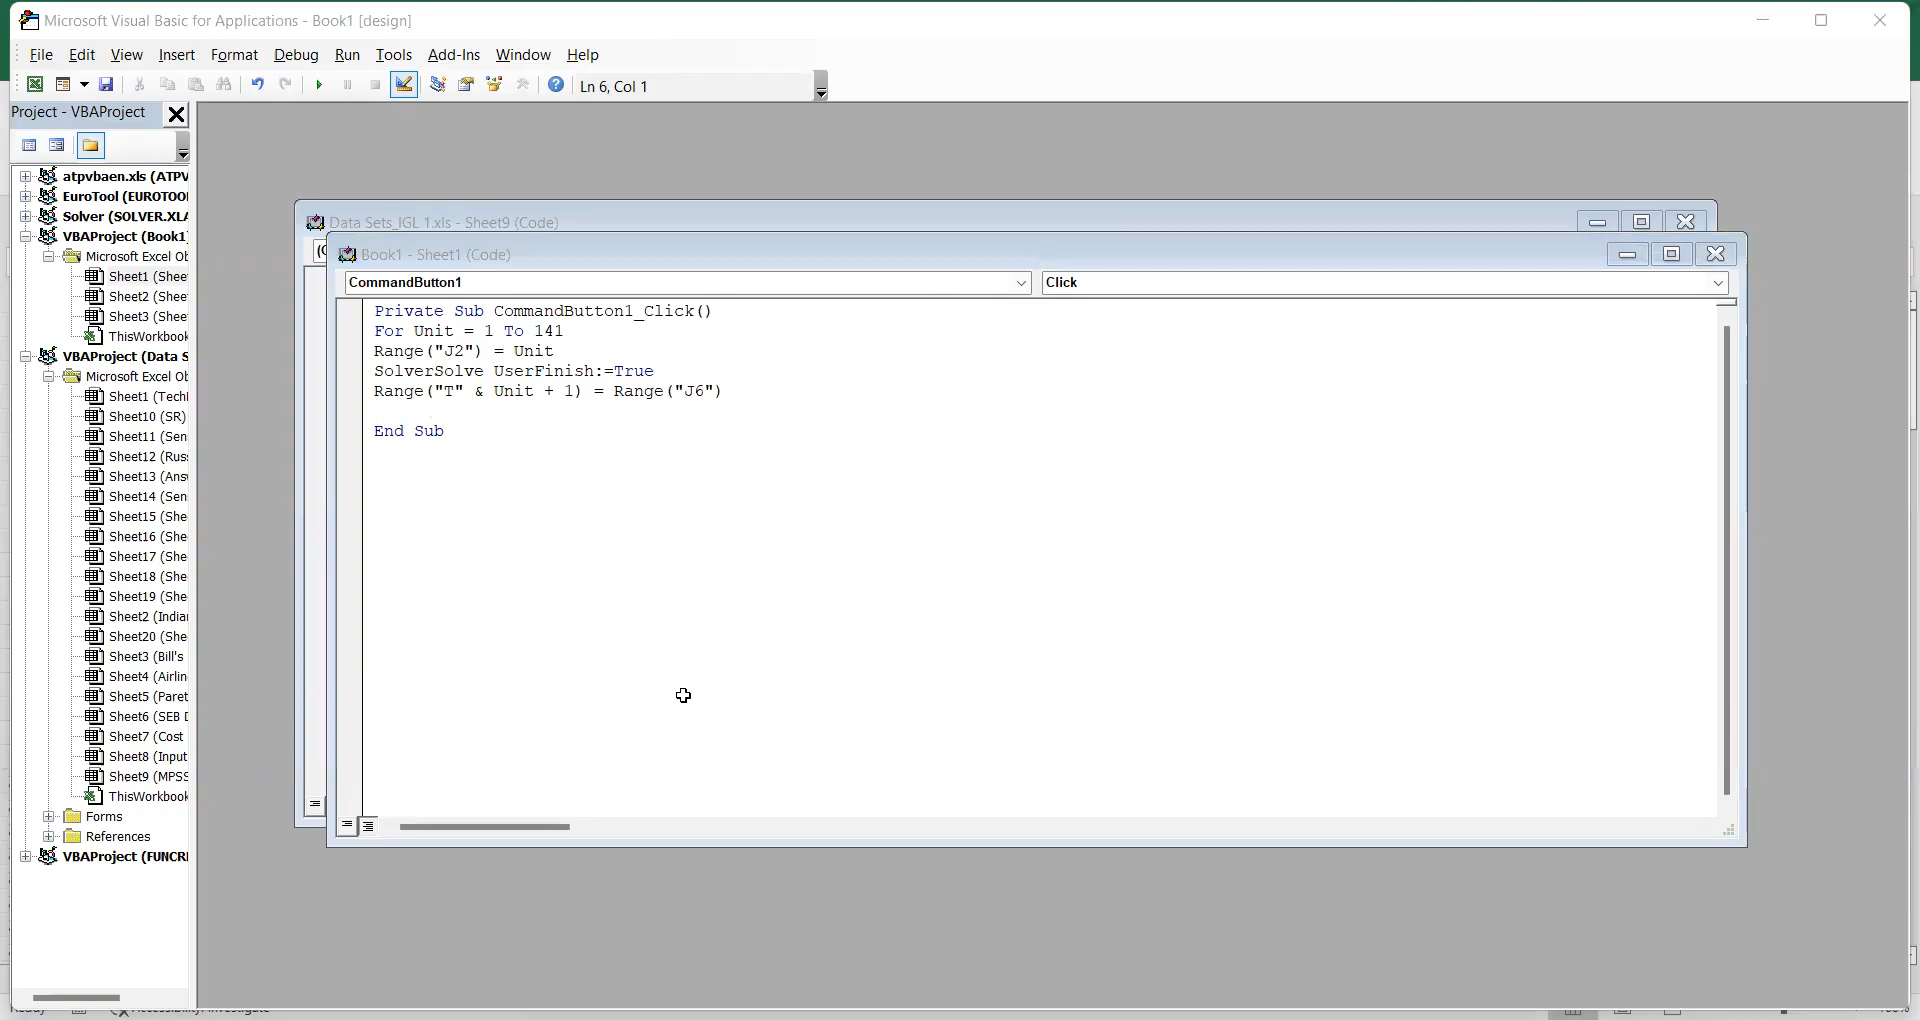 Microsoft Visual Basic for Applications - Book1 [design]
File Edit View Insert Format Debug Run Tools Add-Ins Window Help
Ln 6, Col 1
Project - VBAProject
atpvbaen.xls (ATPV
EuroTool (EUROTOO
Solver (SOLVER.XLA
VBAProject (Book1)
Microsoft Excel Ob
Sheet1 (Shee
Sheet2 (Shee
Sheet3 (Shee
ThisWorkbook
VBAProject (Data S
Microsoft Excel Ob
Sheet1 (Tech
Sheet10 (SR)
Sheet11 (Sen
Sheet12 (Rus
Sheet13 (Ans
Sheet14 (Sen
Sheet15 (She
Sheet16 (She
Sheet17 (She
Sheet18 (She
Sheet19 (She
Sheet2 (India
Sheet20 (She
Sheet3 (Bill's
Sheet4 (Airlin
Sheet5 (Paret
Sheet6 (SEB D
Sheet7 (Cost
Sheet8 (Input
Sheet9 (MPSS
ThisWorkbook
Forms
References
VBAProject (FUNCRE
Data Sets_IGL 1.xls - Sheet9 (Code)
Book1 - Sheet1 (Code)
CommandButton1
Click
Private Sub CommandButton1_Click()
For Unit = 1 To 141
Range("J2") = Unit
SolverSolve UserFinish:=True
Range("T" & Unit + 1) = Range("J6")
End Sub